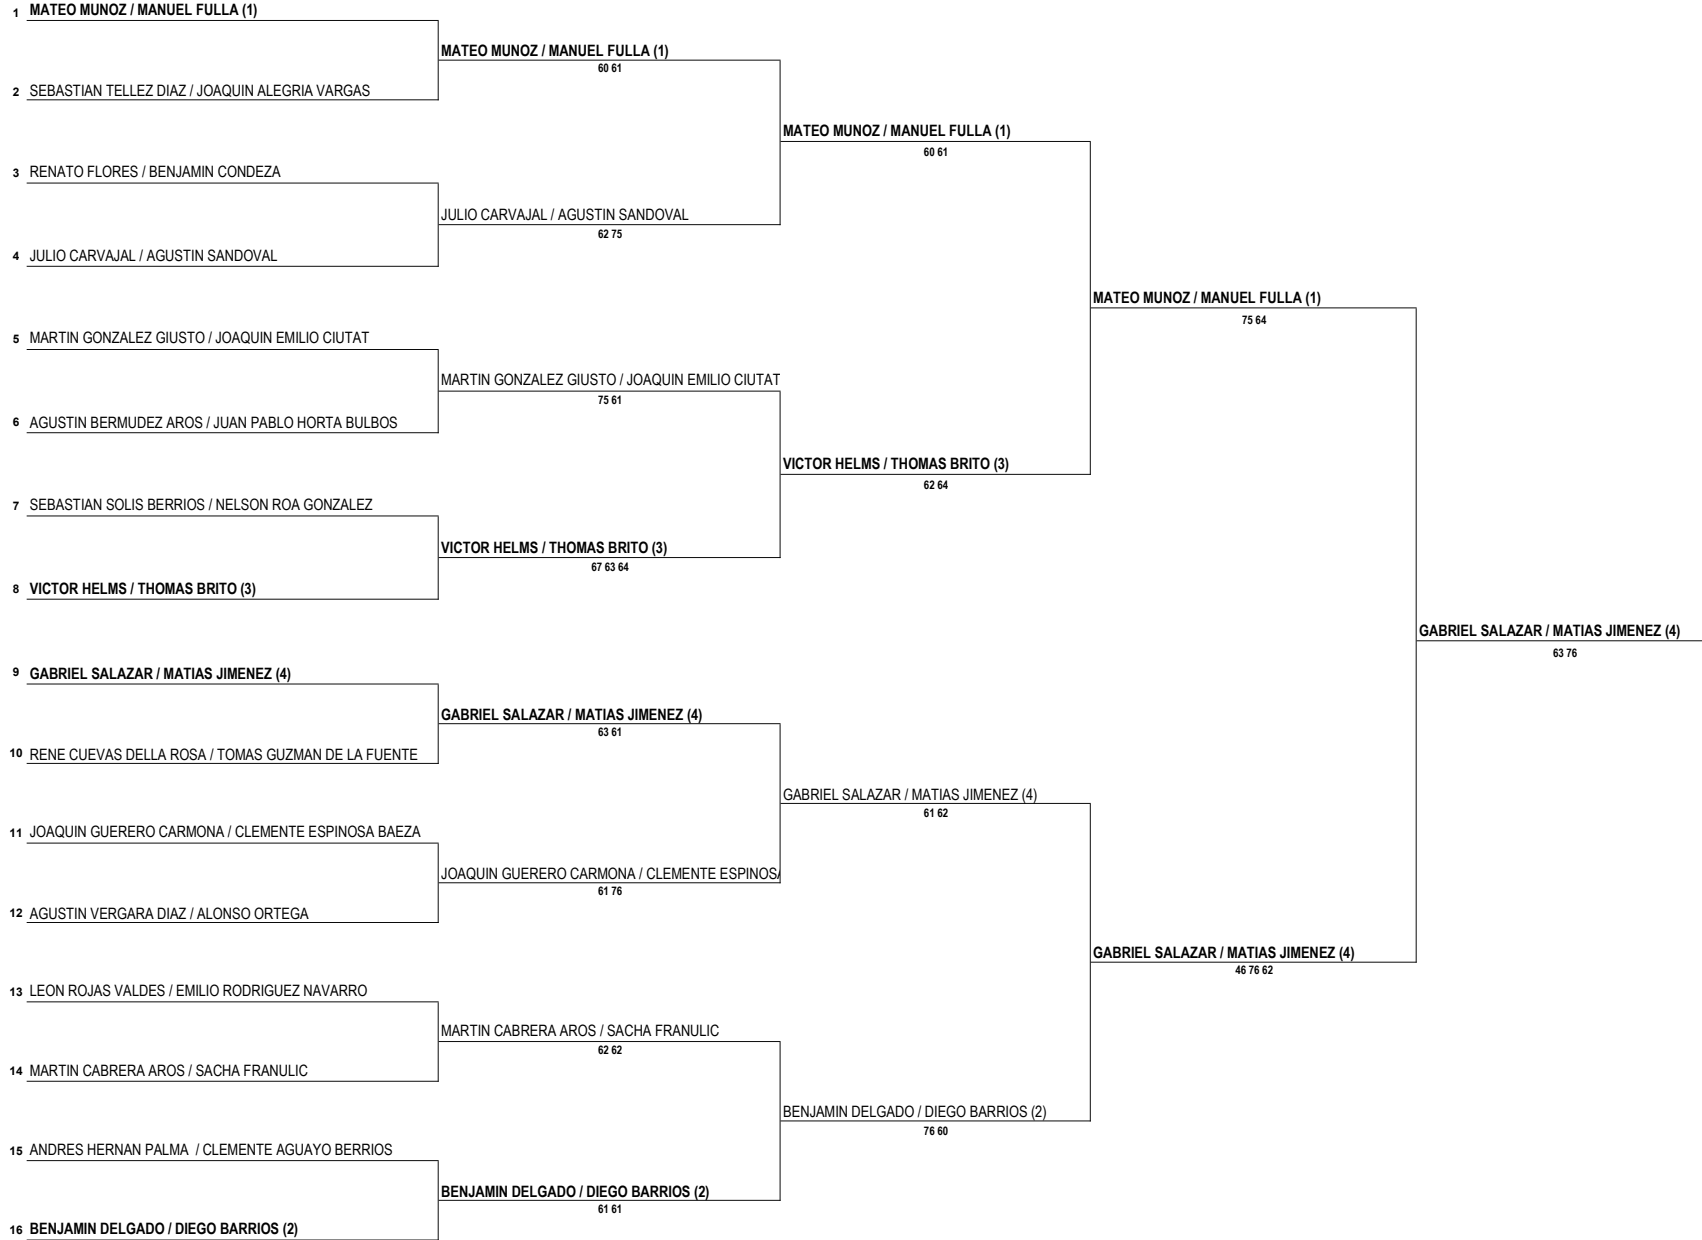 1 MATEO MUNOZ / MANUEL FULLA (1)
MATEO MUNOZ / MANUEL FULLA (1)
60 61
2 SEBASTIAN TELLEZ DIAZ / JOAQUIN ALEGRIA VARGAS
MATEO MUNOZ / MANUEL FULLA (1)
60 61
3 RENATO FLORES / BENJAMIN CONDEZA
JULIO CARVAJAL / AGUSTIN SANDOVAL
62 75
4 JULIO CARVAJAL / AGUSTIN SANDOVAL
MATEO MUNOZ / MANUEL FULLA (1)
75 64
5 MARTIN GONZALEZ GIUSTO / JOAQUIN EMILIO CIUTAT
MARTIN GONZALEZ GIUSTO / JOAQUIN EMILIO CIUTAT
75 61
6 AGUSTIN BERMUDEZ AROS / JUAN PABLO HORTA BULBOS
VICTOR HELMS / THOMAS BRITO (3)
62 64
7 SEBASTIAN SOLIS BERRIOS / NELSON ROA GONZALEZ
VICTOR HELMS / THOMAS BRITO (3)
67 63 64
8 VICTOR HELMS / THOMAS BRITO (3)
GABRIEL SALAZAR / MATIAS JIMENEZ (4)
63 76
9 GABRIEL SALAZAR / MATIAS JIMENEZ (4)
GABRIEL SALAZAR / MATIAS JIMENEZ (4)
63 61
10 RENE CUEVAS DELLA ROSA / TOMAS GUZMAN DE LA FUENTE
GABRIEL SALAZAR / MATIAS JIMENEZ (4)
61 62
11 JOAQUIN GUERERO CARMONA / CLEMENTE ESPINOSA BAEZA
JOAQUIN GUERERO CARMONA / CLEMENTE ESPINOSA
61 76
12 AGUSTIN VERGARA DIAZ / ALONSO ORTEGA
GABRIEL SALAZAR / MATIAS JIMENEZ (4)
46 76 62
13 LEON ROJAS VALDES / EMILIO RODRIGUEZ NAVARRO
MARTIN CABRERA AROS / SACHA FRANULIC
62 62
14 MARTIN CABRERA AROS / SACHA FRANULIC
BENJAMIN DELGADO / DIEGO BARRIOS (2)
76 60
15 ANDRES HERNAN PALMA / CLEMENTE AGUAYO BERRIOS
BENJAMIN DELGADO / DIEGO BARRIOS (2)
61 61
16 BENJAMIN DELGADO / DIEGO BARRIOS (2)